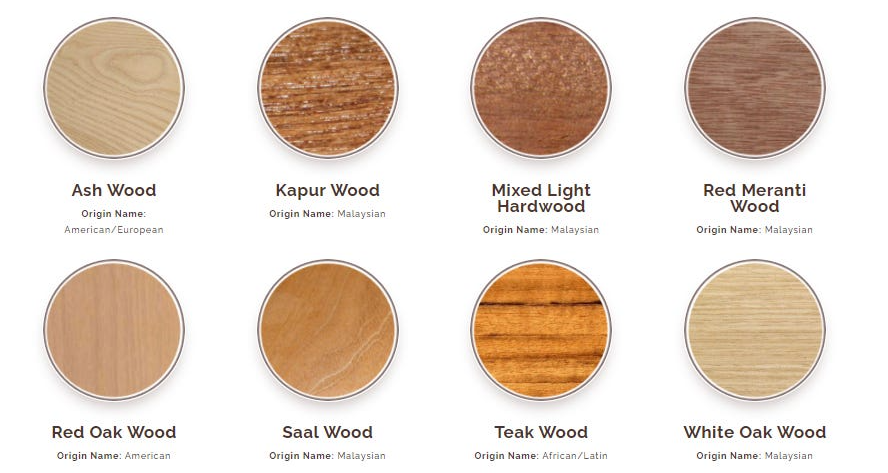 Ash Wood
Origin Name:
American/European
Kapur Wood
Origin Name: Malaysian
Mixed Light
Hardwood
Origin Name: Malaysian
Red Meranti
Wood
Origin Name: Malaysian
Red Oak Wood
Origin Name: American
Saal Wood
Origin Name: Malaysian
Teak Wood
Origin Name: African/Latin
White Oak Wood
Origin Name: Malaysian